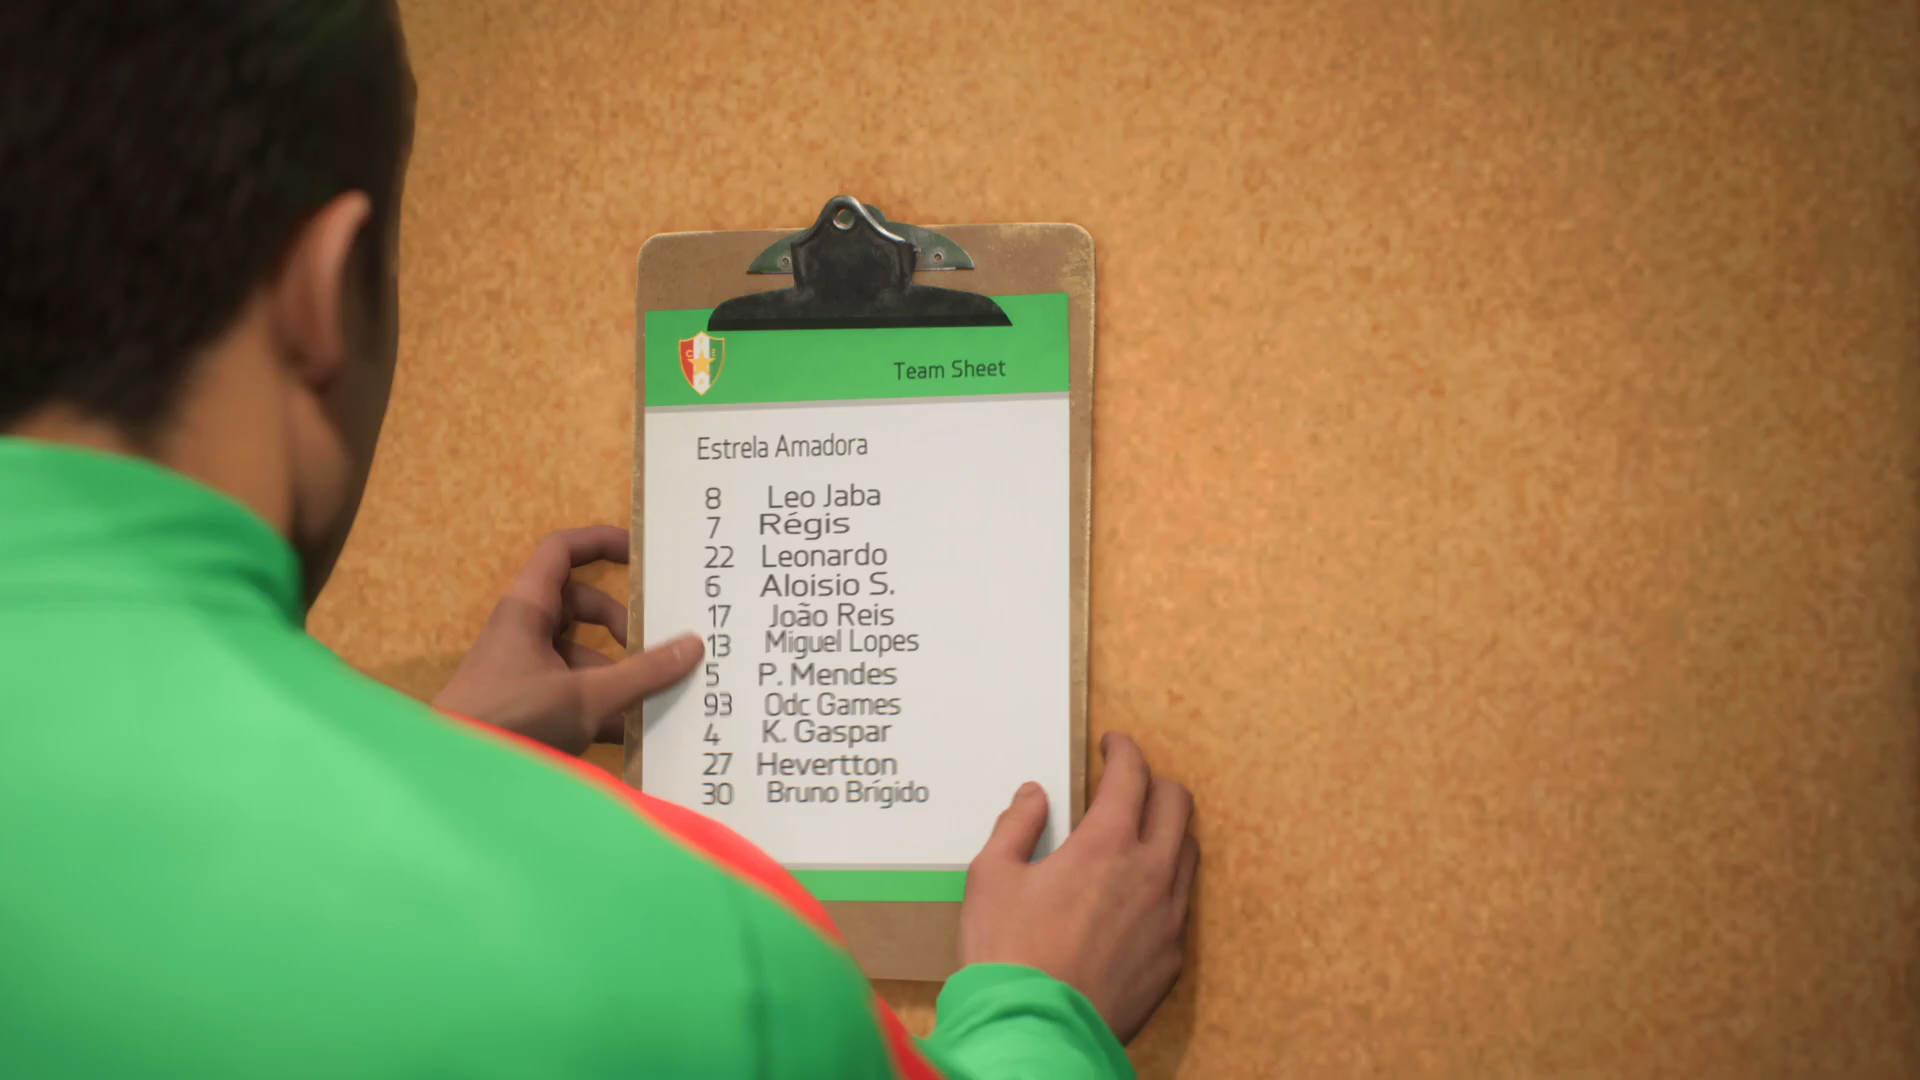 Team Sheet
Estrela Amadora
8 Leo Jaba
7 Régis
22 Leonardo
6 Aloisio S.
17 João Reis
13 Miguel Lopes
5 P. Mendes
93 Odc Games
4 K. Gaspar
27 Hevertton
30 Bruno Brígido